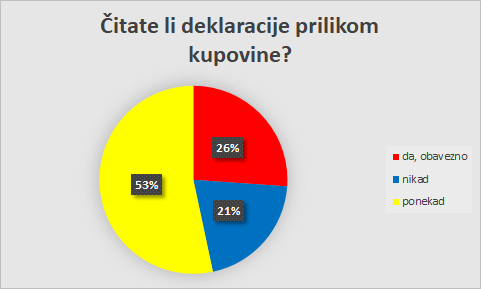 Čitate li deklaracije prilikom
kupovine?
26%
53%
21%
da, obavezno
nikad
ponekad